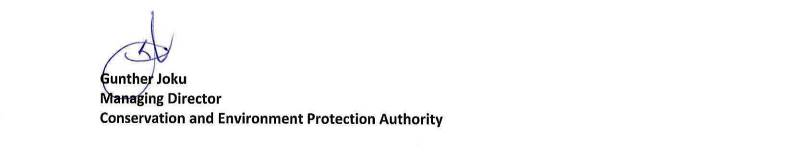 Gunther Joku
Managing Director
Conservation and Environment Protection Authority